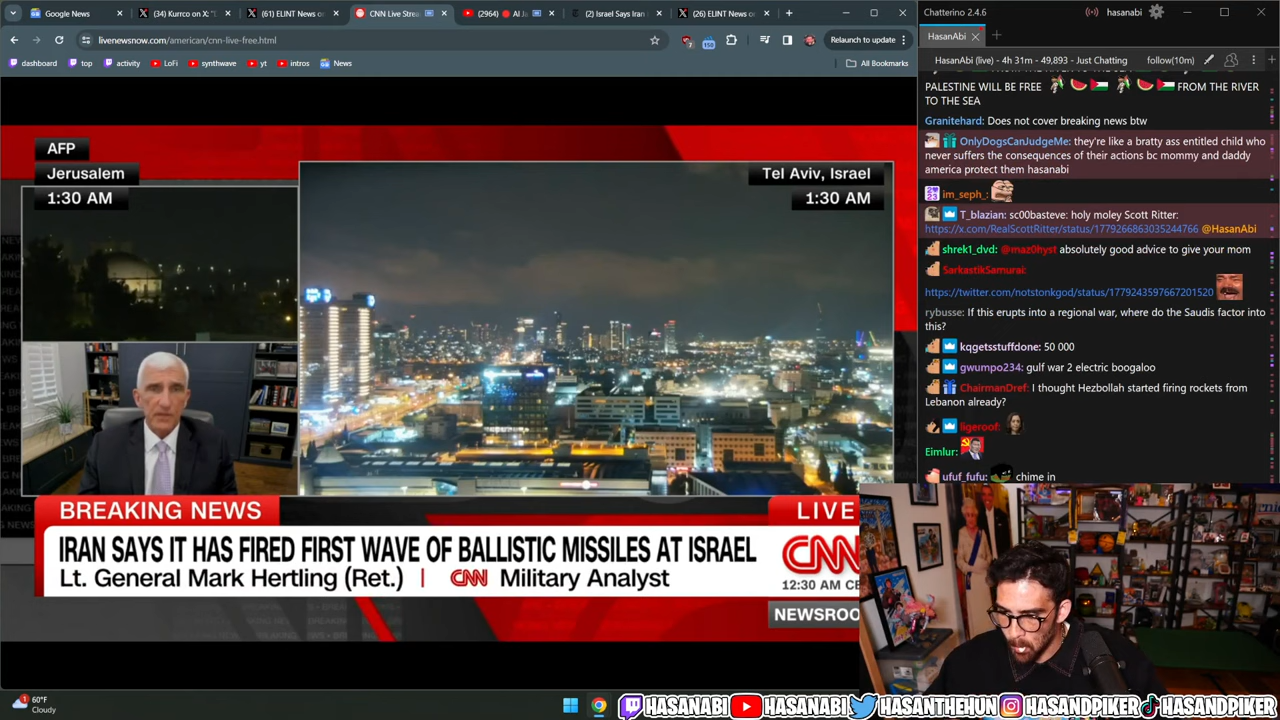 Google News
(34) Kurrco on X: "
(61) ELINT News o
CNN Live Strea
(2964) AI Ja
(2) Israel Says Iran
(26) ELINT News o
livenewsnow.com/american/cnn-live-free.html
150
Relaunch to update
dashboard
top
activity
LoFi
synthwave
yt
intros
News
All Bookmarks
AFP
Jerusalem
1:30 AM
Tel Aviv, Israel
1:30 AM
BREAKING NEWS
LIVE
IRAN SAYS IT HAS FIRED FIRST WAVE OF BALLISTIC MISSILES AT ISRAEL
Lt. General Mark Hertling (Ret.) | CNN Military Analyst
CNN
12:30 AM CE
NEWSROO
60°F
Cloudy
Chatterino 2.4.6
hasanabi
HasanAbi
HasanAbi (live) - 4h 31m - 49,893 - Just Chatting
follow(10m)
PALESTINE WILL BE FREE FROM THE RIVER
TO THE SEA
Granitehard: Does not cover breaking news btw
OnlyDogsCanJudgeMe: they're like a bratty ass entitled child who
never suffers the consequences of their actions bc mommy and daddy
america protect them hasanabi
im_seph_:
T_blazian: sc00basteve: holy moley Scott Ritter:
https://x.com/RealScottRitter/status/1779266863035244766 @HasanAbi
shrek1_dvd: @maz0hyst absolutely good advice to give your mom
SarkastikSamurai:
https://twitter.com/notstonkgod/status/1779243597667201520
rybusse: If this erupts into a regional war, where do the Saudis factor into
this?
kqgetsstuffdone: 50 000
gwumpo234: gulf war 2 electric boogaloo
ChairmanDref: I thought Hezbollah started firing rockets from
Lebanon already?
ligeroof:
Eimlur:
ufuf_fufu: chime in
HASANABI
HASANABI
HASANTHEHUN
HASANDPIKER
HASANDPIKER